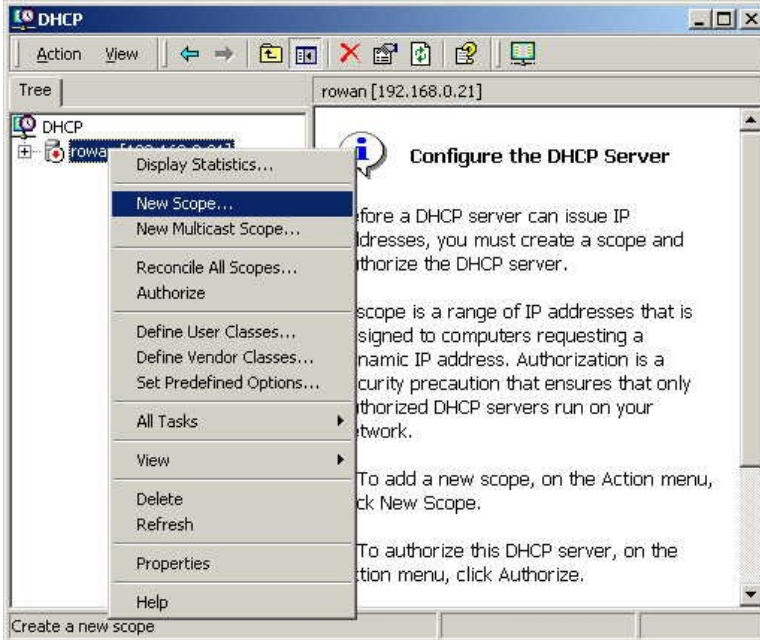 DHCP
Action View
Tree
rowan [192.168.0.21]
DHCP
Display Statistics...
New Scope...
New Multicast Scope...
Reconcile All Scopes...
Authorize
Define User Classes...
Define Vendor Classes...
Set Predefined Options...
All Tasks
View
Delete
Refresh
Properties
Help
Configure the DHCP Server
fore a DHCP server can issue IP
dresses, you must create a scope and
thorize the DHCP server.
scope is a range of IP addresses that is
signed to computers requesting a
namic IP address. Authorization is a
curity precaution that ensures that only
thorized DHCP servers run on your
twork.
To add a new scope, on the Action menu,
ck New Scope.
To authorize this DHCP server, on the
tion menu, click Authorize.
Create a new scope